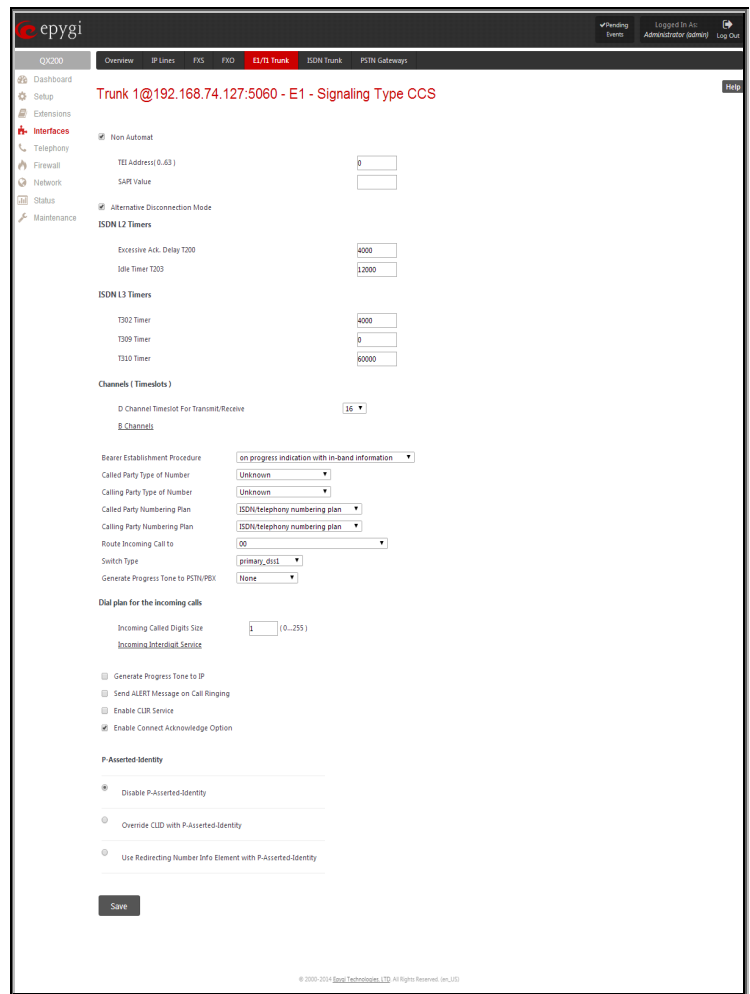 epygi
Pending Events
Logged In As:
Administrator (admin)
Log Out
QX200
Overview IP Lines FXS FXO E1/T1 Trunk ISDN Trunk PSTN Gateways
Dashboard
Setup
Extensions
Interfaces
Telephony
Firewall
Network
Status
Maintenance
Help
Trunk 1@192.168.74.127:5060 - E1 - Signaling Type CCS
Non Automat
TEI Address( 0..63 ) 0
SAPI Value
Alternative Disconnection Mode
ISDN L2 Timers
Excessive Ack. Delay T200 4000
Idle Timer T203 12000
ISDN L3 Timers
T302 Timer 4000
T309 Timer 0
T310 Timer 60000
Channels ( Timeslots )
D Channel Timeslot For Transmit/Receive 16
B Channels
Bearer Establishment Procedure on progress indication with in-band information
Called Party Type of Number Unknown
Calling Party Type of Number Unknown
Called Party Numbering Plan ISDN/telephony numbering plan
Calling Party Numbering Plan ISDN/telephony numbering plan
Route Incoming Call to 00
Switch Type primary_dss1
Generate Progress Tone to PSTN/PBX None
Dial plan for the incoming calls
Incoming Called Digits Size 1 ( 0...255 )
Incoming Interdigit Service
Generate Progress Tone to IP
Send ALERT Message on Call Ringing
Enable CLIR Service
Enable Connect Acknowledge Option
P-Asserted-Identity
Disable P-Asserted-Identity
Override CLID with P-Asserted-Identity
Use Redirecting Number Info Element with P-Asserted-Identity
Save
© 2000-2014 Epygi Technologies, LTD. All Rights Reserved. (en_US)